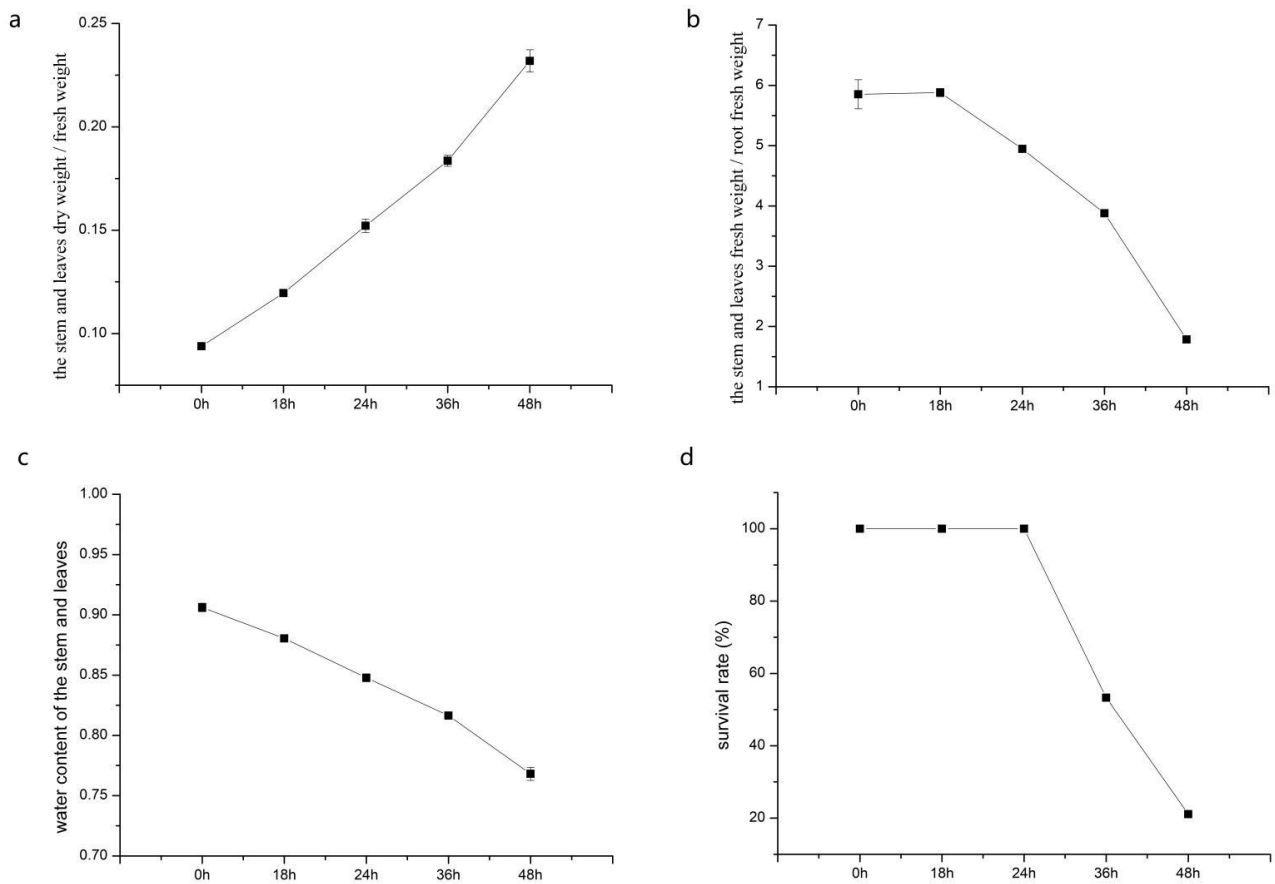 a
the stem and leaves dry weight / fresh weight
0.25
0.20
0.15
0.10
0h 18h 24h 36h 48h
b
the stem and leaves fresh weight / root fresh weight
7
6
5
4
3
2
1
0h 18h 24h 36h 48h
c
water content of the stem and leaves
1.00
0.95
0.90
0.85
0.80
0.75
0.70
0h 18h 24h 36h 48h
d
survival rate (%)
100
80
60
40
20
0h 18h 24h 36h 48h